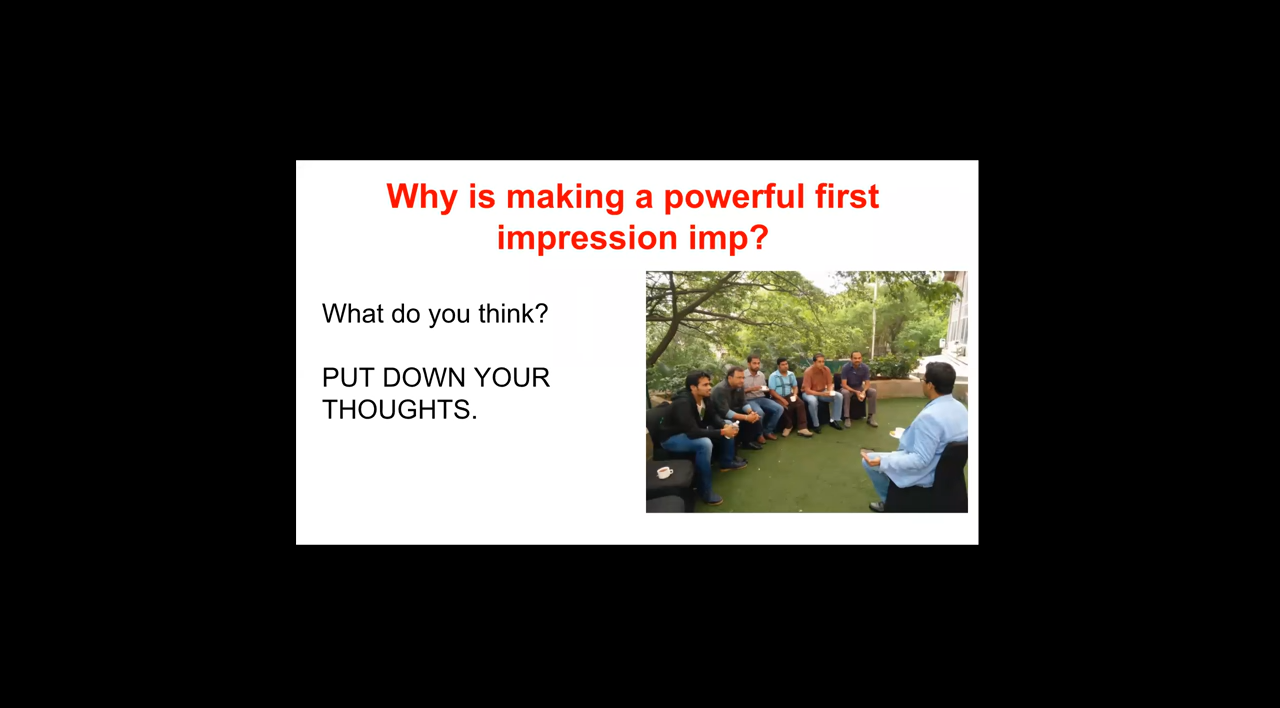 Why is making a powerful first
impression imp?
What do you think?
PUT DOWN YOUR
THOUGHTS.